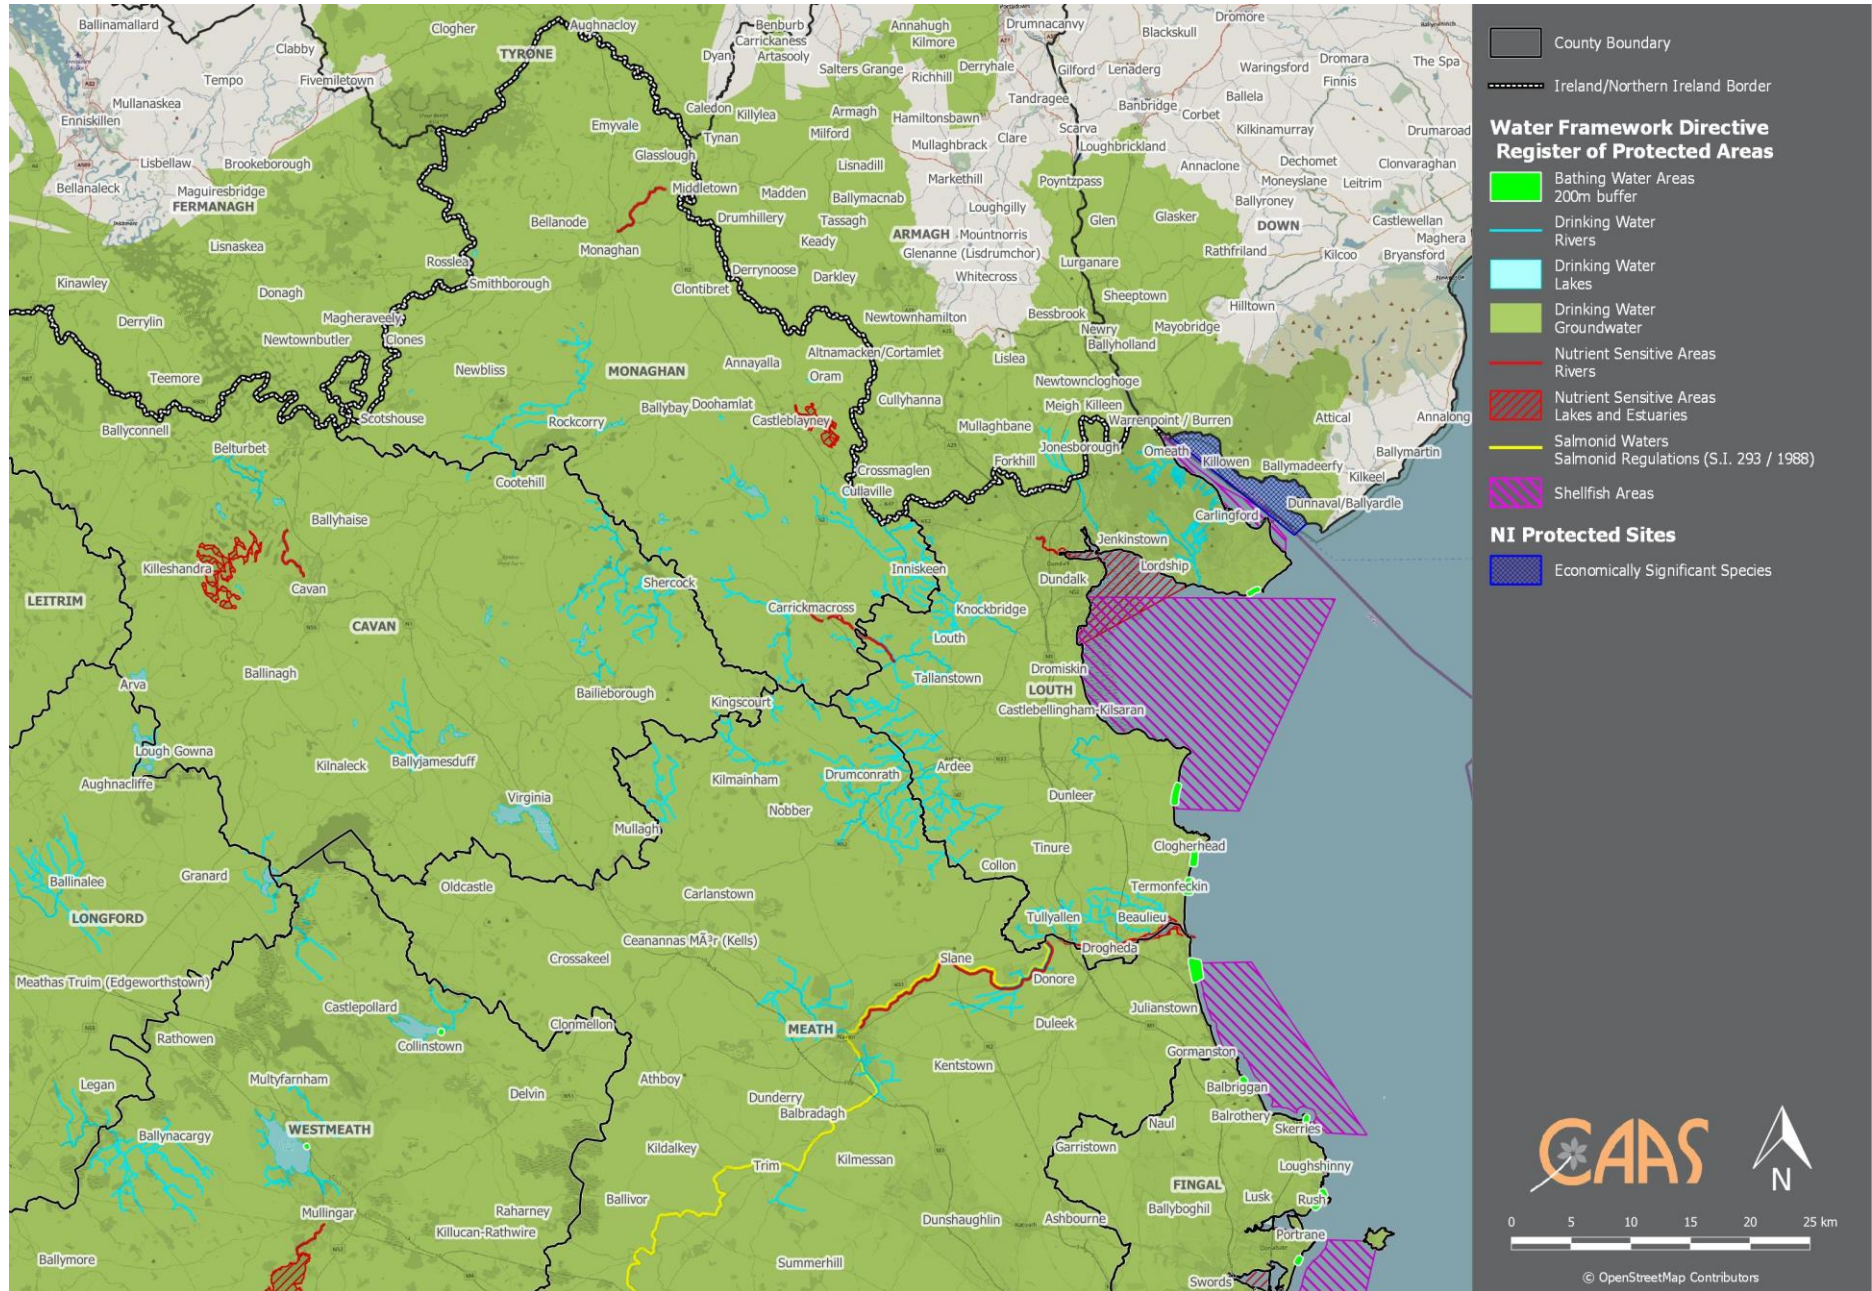 Ballinamallard
Clogher
Aughnacloy
Benburb
Annahugh
Drumnacanvy
Dromore
Carrickaness
Kilmore
Blackskull
Clabby
TYRONE
Dyan
Artasooly
Dromara
The Spa
Tempo
Fivemiletown
Salters Grange
Richhill
Derryhale
Gilford
Lenaderg
Waringsford
Finnis
Mullanaskea
Caledon
Killylea
Armagh
Tandragee
Banbridge
Ballela
Enniskillen
Emyvale
Hamiltonsbawn
Corbet
Tynan
Milford
Clare
Scarva
Kilkinamurray
Drumaroad
Lisbellaw
Brookeborough
Glasslough
Lisnadill
Mullaghbrack
Loughbrickland
Annaclone
Dechomet
Clonvaraghan
Bellanaleck
Maguiresbridge
Middletown
Madden
Ballymacnab
Markethill
Poyntzpass
Moneyslane
Leitrim
FERMANAGH
Bellanode
Drumhillery
Tassagh
Loughgilly
Glen
Glasker
Ballyroney
Castlewellan
Lisnaskea
Monaghan
Keady
ARMAGH
Mountnorris
Rathfriland
DOWN
Maghera
Rosslea
Derrynoose
Darkley
Glenanne (Lisdrumchor)
Lurganare
Kilcoo
Bryansford
Kinawley
Donagh
Smithborough
Clontibret
Whitecross
Sheeptown
Derrylin
Magheraveely
Newtownhamilton
Bessbrook
Hilltown
Newtownbutler
Clones
Newry
Mayobridge
Teemore
Newbliss
MONAGHAN
Annayalla
Altnamacken/Cortamlet
Lislea
Ballyholland
Oram
Newtowncloghoge
Scotshouse
Ballybay
Doohamlat
Cullyhanna
Meigh
Killeen
Attical
Annalong
Ballyconnell
Rockcorry
Castleblayney
Mullaghbane
Warrenpoint / Burren
Belturbet
Jonesborough
Omeath
Killowen
Ballymadeerfy
Ballymartin
Cootehill
Crossmaglen
Forkhill
Kilkeel
Cullaville
Dunnaval/Ballyardle
Ballyhaise
Carlingford
Jenkinstown
Killeshandra
Inniskeen
Lordship
Cavan
Shercock
Dundalk
LEITRIM
Carrickmacross
Knockbridge
CAVAN
Louth
Ballinagh
Dromiskin
Arva
Bailieborough
Tallanstown
LOUTH
Kingscourt
Castlebellingham-Kilsaran
Lough Gowna
Kilnaleck
Ballyjamesduff
Aughnacliffe
Kilmainham
Drumconrath
Ardee
Virginia
Nobber
Dunleer
Mullagh
Tinure
Clogherhead
Ballinalee
Granard
Oldcastle
Carlanstown
Collon
Termonfeckin
LONGFORD
Tullyallen
Beaulieu
Ceanannas MÃ³r (Kells)
Drogheda
Crossakeel
Slane
Meathas Truim (Edgeworthstown)
Donore
Castlepollard
Julianstown
Rathowen
Clonmellon
MEATH
Duleek
Collinstown
Gormanston
Legan
Multyfarnham
Athboy
Kentstown
Balbriggan
Delvin
Dunderry
Balbradagh
Naul
Balrothery
Ballynacargy
WESTMEATH
Skerries
Kildalkey
Garristown
Trim
Kilmessan
Loughshinny
FINGAL
Ballivor
Lusk
Rush
Mullingar
Raharney
Dunshaughlin
Ashbourne
Ballyboghil
Killucan-Rathwire
Portrane
Ballymore
Summerhill
Swords
County Boundary
Ireland/Northern Ireland Border
Water Framework Directive
Register of Protected Areas
Bathing Water Areas
200m buffer
Drinking Water
Rivers
Drinking Water
Lakes
Drinking Water
Groundwater
Nutrient Sensitive Areas
Rivers
Nutrient Sensitive Areas
Lakes and Estuaries
Salmonid Waters
Salmonid Regulations (S.I. 293 / 1988)
Shellfish Areas
NI Protected Sites
Economically Significant Species
CAAS
N
0 5 10 15 20 25 km
© OpenStreetMap Contributors